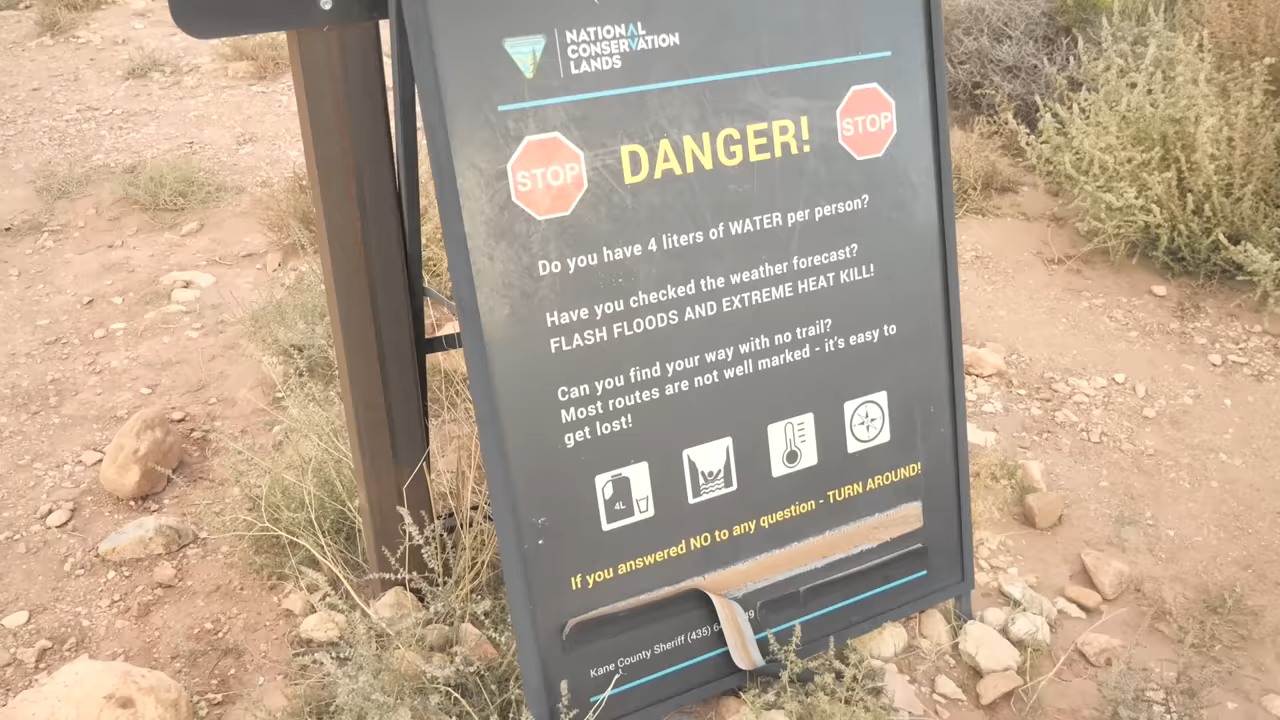 NATIONAL
CONSERVATION
LANDS
STOP DANGER! STOP
Do you have 4 liters of WATER per person?
Have you checked the weather forecast?
FLASH FLOODS AND EXTREME HEAT KILL!
Can you find your way with no trail?
Most routes are not well marked - it's easy to
get lost!
4L
If you answered NO to any question - TURN AROUND!
Kane County Sheriff (435)